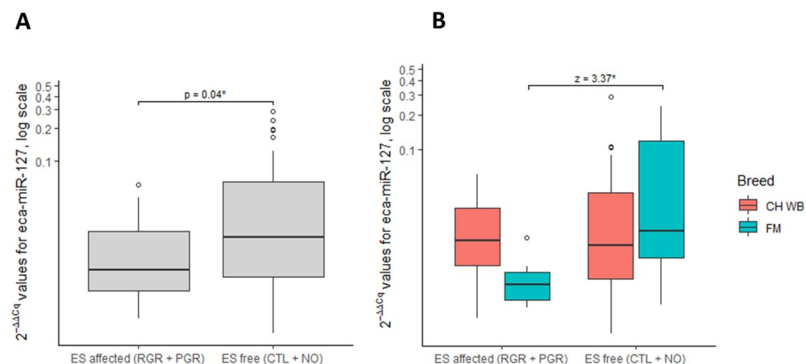 A
2^-ΔΔCq values for eca-miR-127, log scale
0.5
0.4
0.3
0.2
0.1
p = 0.04*
ES affected (RGR + PGR) ES free (CTL + NO)
B
2^-ΔΔCq values for eca-miR-127, log scale
0.5
0.4
0.3
0.2
0.1
z = 3.37*
ES affected (RGR + PGR) ES free (CTL + NO)
Breed
CH WB
FM